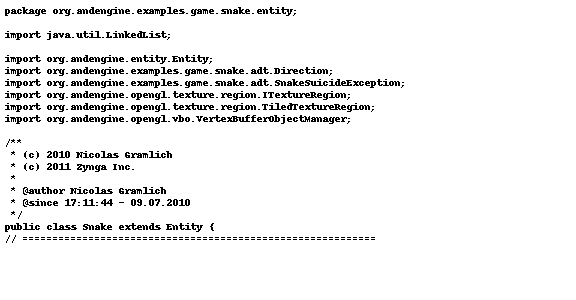 package org.andengine.examples.game.snake.entity;
import java.util.LinkedList;
import org.andengine.entity.Entity;
import org.andengine.examples.game.snake.adt.Direction;
import org.andengine.examples.game.snake.adt.SnakeSuicideException;
import org.andengine.opengl.texture.region.ITextureRegion;
import org.andengine.opengl.texture.region.TiledTextureRegion;
import org.andengine.opengl.vbo.VertexBufferObjectManager;
/**
 * (c) 2010 Nicolas Gramlich
 * (c) 2011 Zynga Inc.
 *
 * @author Nicolas Gramlich
 * @since 17:11:44 - 09.07.2010
 */
public class Snake extends Entity {
// ===========================================================